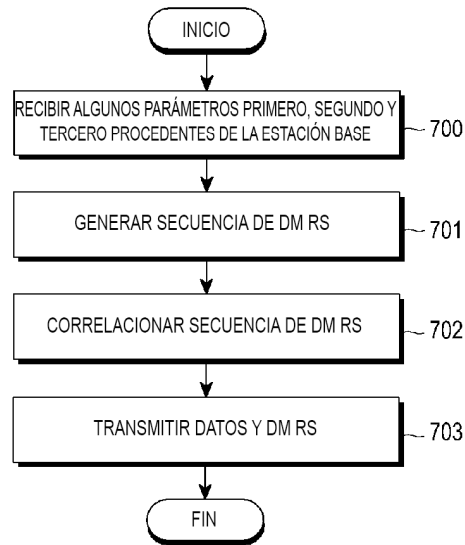 INICIO
RECIBIR ALGUNOS PARÁMETROS PRIMERO, SEGUNDO Y
TERCERO PROCEDENTES DE LA ESTACIÓN BASE
700
GENERAR SECUENCIA DE DM RS
701
CORRELACIONAR SECUENCIA DE DM RS
702
TRANSMITIR DATOS Y DM RS
703
FIN